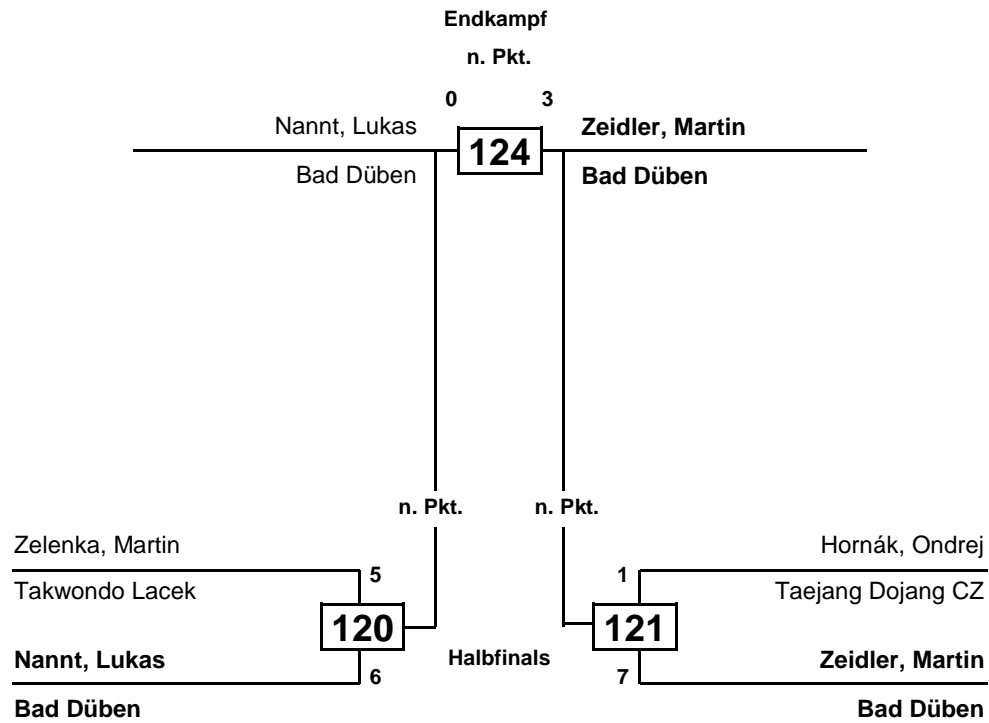 Endkampf
n. Pkt.
0 3
Nannt, Lukas 124 Zeidler, Martin
Bad Düben Bad Düben
n. Pkt. n. Pkt.
Zelenka, Martin Hornák, Ondrej
5 1
Takwondo Lacek Taejang Dojang CZ
120 121
Nannt, Lukas Halbfinals Zeidler, Martin
6 7
Bad Düben Bad Düben